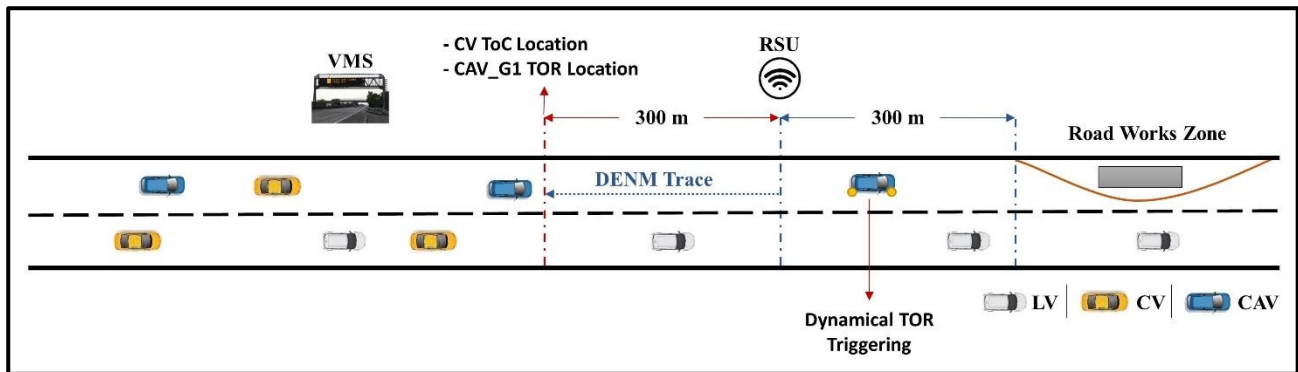 VMS
- CV ToC Location
- CAV_G1 TOR Location
RSU
300 m
300 m
Road Works Zone
DENM Trace
Dynamical TOR
Triggering
LV
CV
CAV